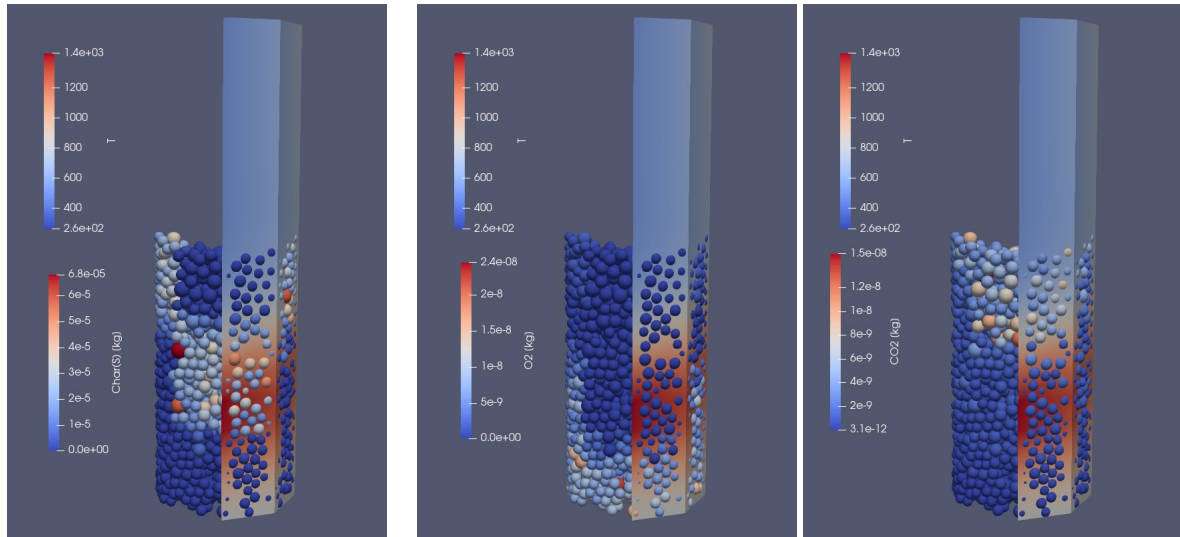 1.4e+03
1200
1000
800
600
400
2.6e+02
T
6.8e-05
6e-5
5e-5
4e-5
3e-5
2e-5
1e-5
0.0e+00
Char(S) (kg)
1.4e+03
1200
1000
800
600
400
2.6e+02
T
2.4e-08
2e-8
1.5e-8
1e-8
5e-9
0.0e+00
O2 (kg)
1.4e+03
1200
1000
800
600
400
2.6e+02
T
1.5e-08
1.2e-8
1e-8
8e-9
6e-9
4e-9
2e-9
3.1e-12
CO2 (kg)